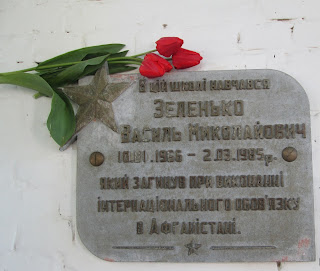 В цій школі навчався
Зеленько
Василь Миколайович
10.01.1966 – 2.03.1985р.
який загинув при виконанні
інтернаціонального обов'язку
в Афганістані.